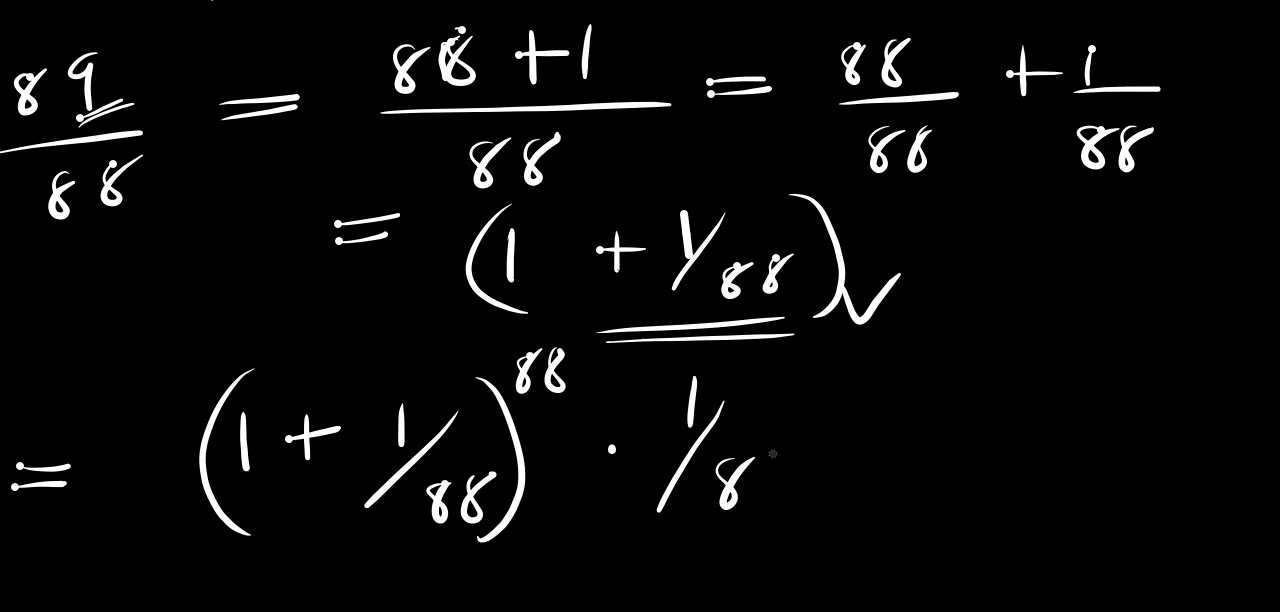 89/88 = (88 + 1)/88 = 88/88 + 1/88
= (1 + 1/88) ✓
= (1 + 1/88)^88 · 1/8